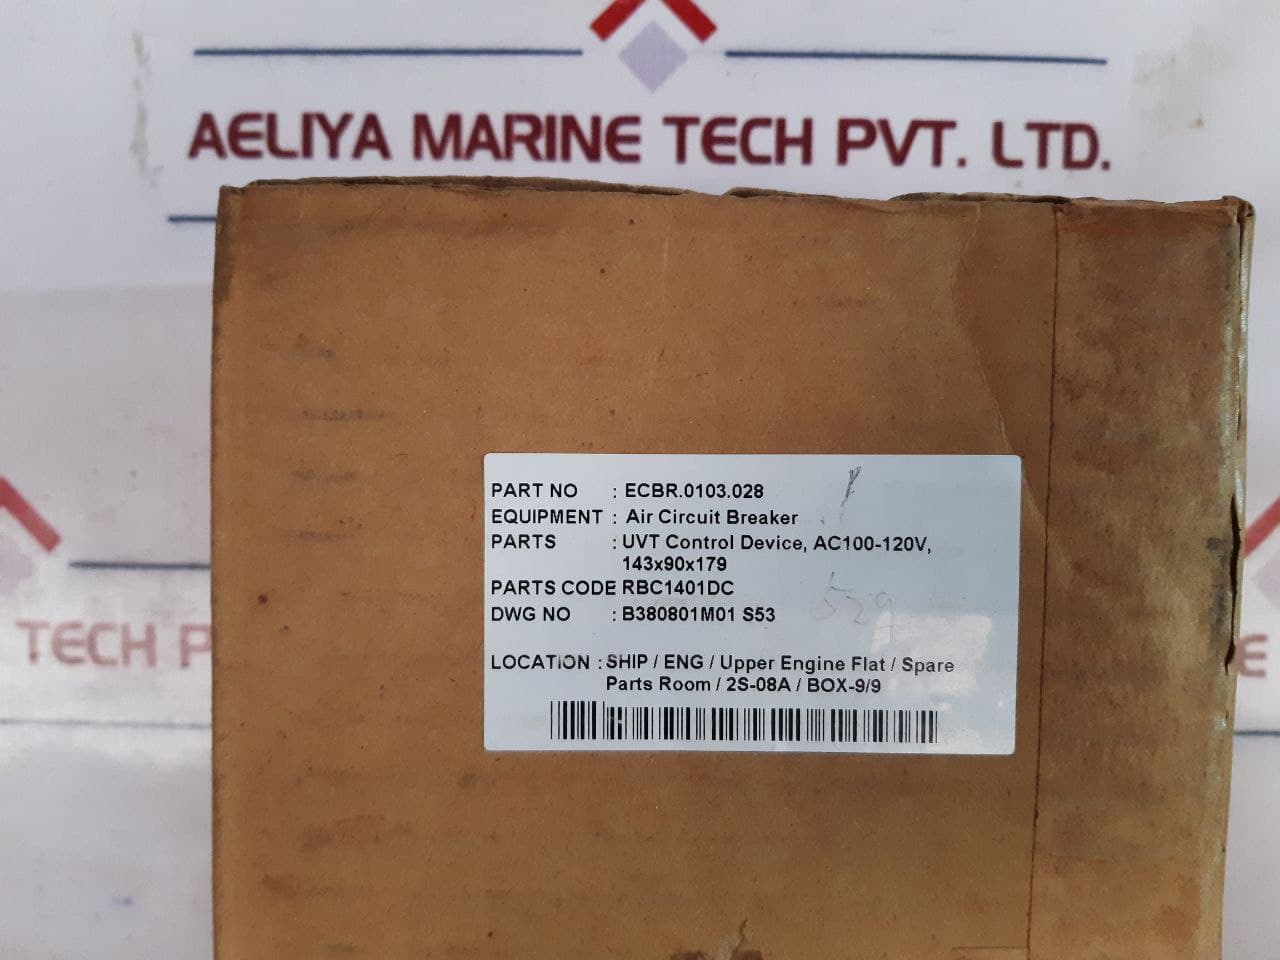 AELIYA MARINE TECH PVT. LTD.
TECH P
E
PART NO : ECBR.0103.028
EQUIPMENT : Air Circuit Breaker
PARTS : UVT Control Device, AC100-120V,
143x90x179
PARTS CODE RBC1401DC
DWG NO : B380801M01 S53
529
LOCATION : SHIP / ENG / Upper Engine Flat / Spare
Parts Room / 2S-08A / BOX-9/9